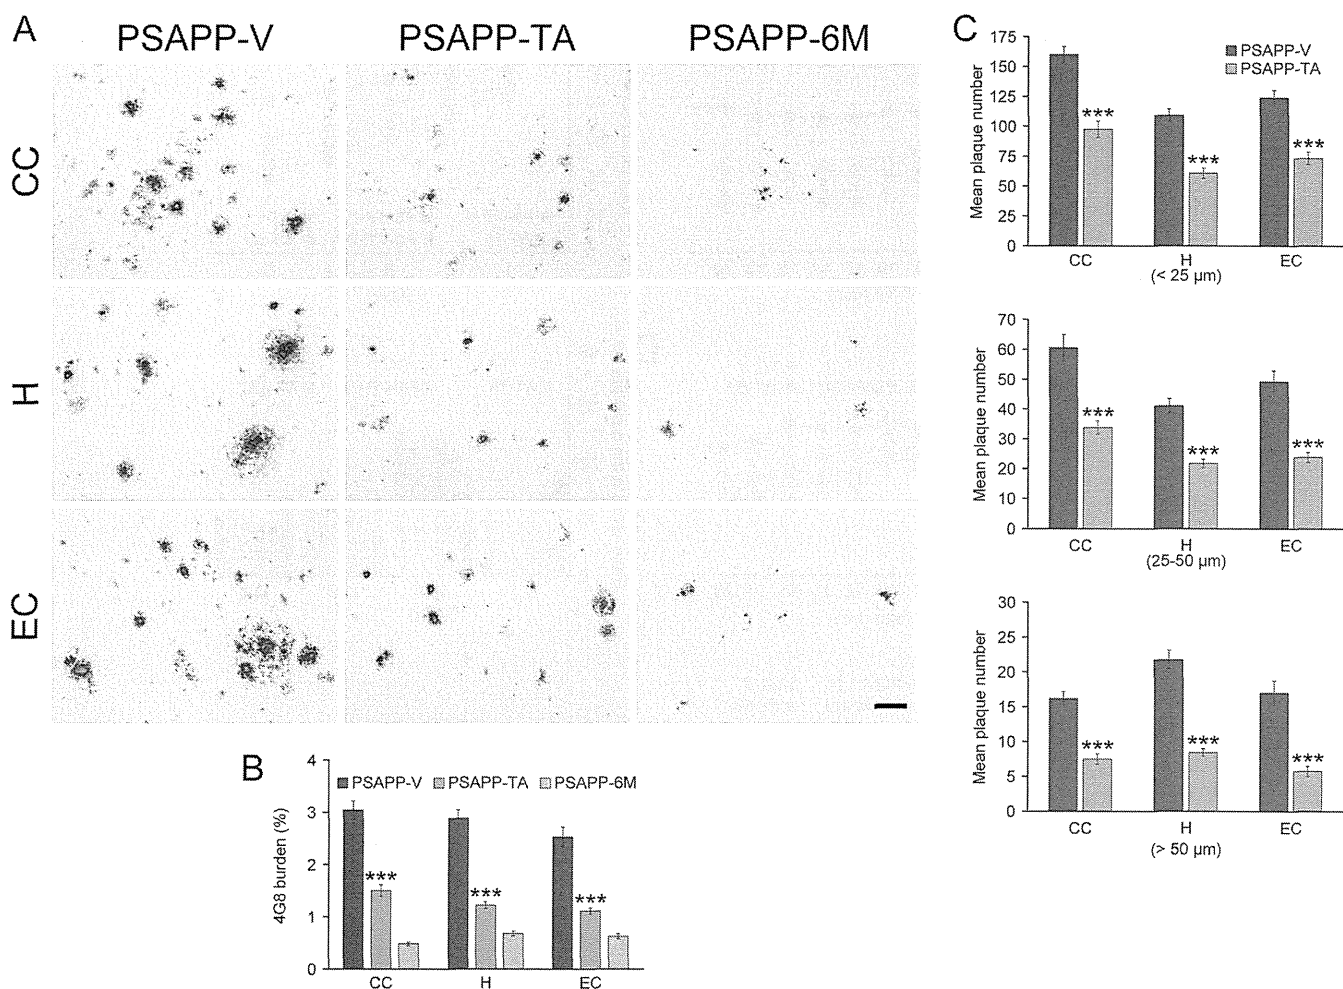 A
PSAPP-V PSAPP-TA PSAPP-6M
CC
H
EC
B
4G8 burden (%)
4
3
2
1
0
PSAPP-V PSAPP-TA PSAPP-6M
*** *** ***
CC H EC
C
Mean plaque number
175
150
125
100
75
50
25
0
PSAPP-V
PSAPP-TA
*** *** ***
CC H EC
(< 25 µm)
Mean plaque number
70
60
50
40
30
20
10
0
*** *** ***
CC H EC
(25-50 µm)
Mean plaque number
30
25
20
15
10
5
0
*** *** ***
CC H EC
(> 50 µm)